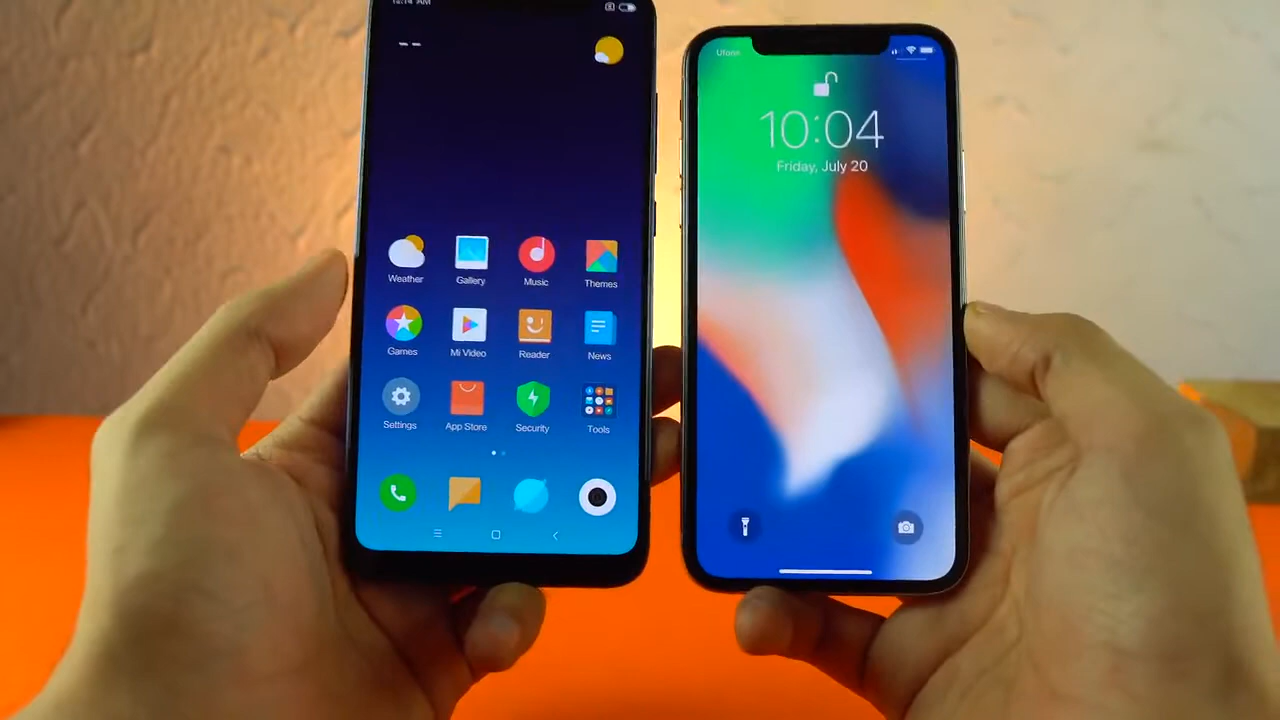 Weather
Gallery
Music
Themes
Games
Mi Video
Reader
News
Settings
App Store
Security
Tools
Ufone
10:04
Friday, July 20